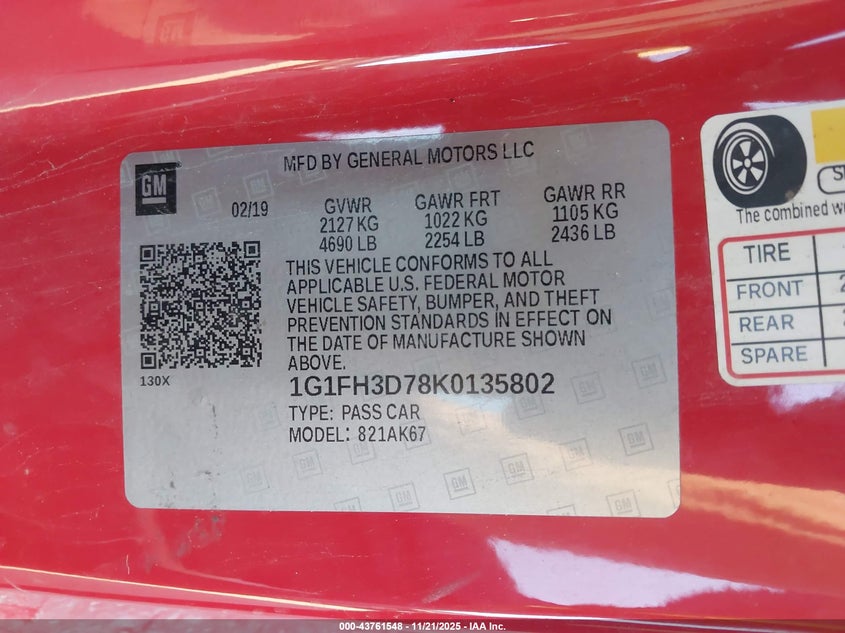 MFD BY GENERAL MOTORS LLC
GM
02/19
GVWR GAWR FRT GAWR RR
2127 KG 1022 KG 1105 KG
4690 LB 2254 LB 2436 LB
THIS VEHICLE CONFORMS TO ALL
APPLICABLE U.S. FEDERAL MOTOR
VEHICLE SAFETY, BUMPER, AND THEFT
PREVENTION STANDARDS IN EFFECT ON
THE DATE OF MANUFACTURE SHOWN
ABOVE.
130X
1G1FH3D78K0135802
TYPE: PASS CAR
MODEL: 821AK67
The combined
TIRE
FRONT
REAR
SPARE
000-43761548 - 11/21/2025 - IAA Inc.